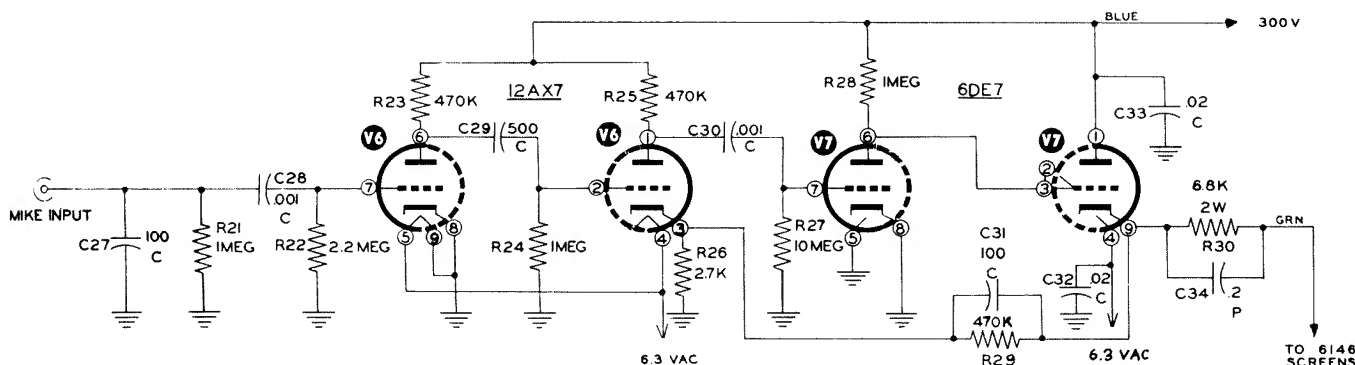 BLUE
300V
R23
470K
12AX7
R25
470K
R28
1MEG
6DE7
C33
.02
C
V6
6
C29
500
C
V6
1
C30
.001
C
V7
6
V7
1
2
3
MIKE INPUT
C28
.001
C
7
2
7
6.8K
2W
GRN
R30
C27
100
C
R21
1MEG
R22
2.2 MEG
5
9
8
R24
1MEG
4
3
R26
2.7K
R27
10MEG
5
8
C31
100
C
C32
.02
C
4
9
C34
.2
P
470K
R29
6.3 VAC
6.3 VAC
TO 6146
SCREENS